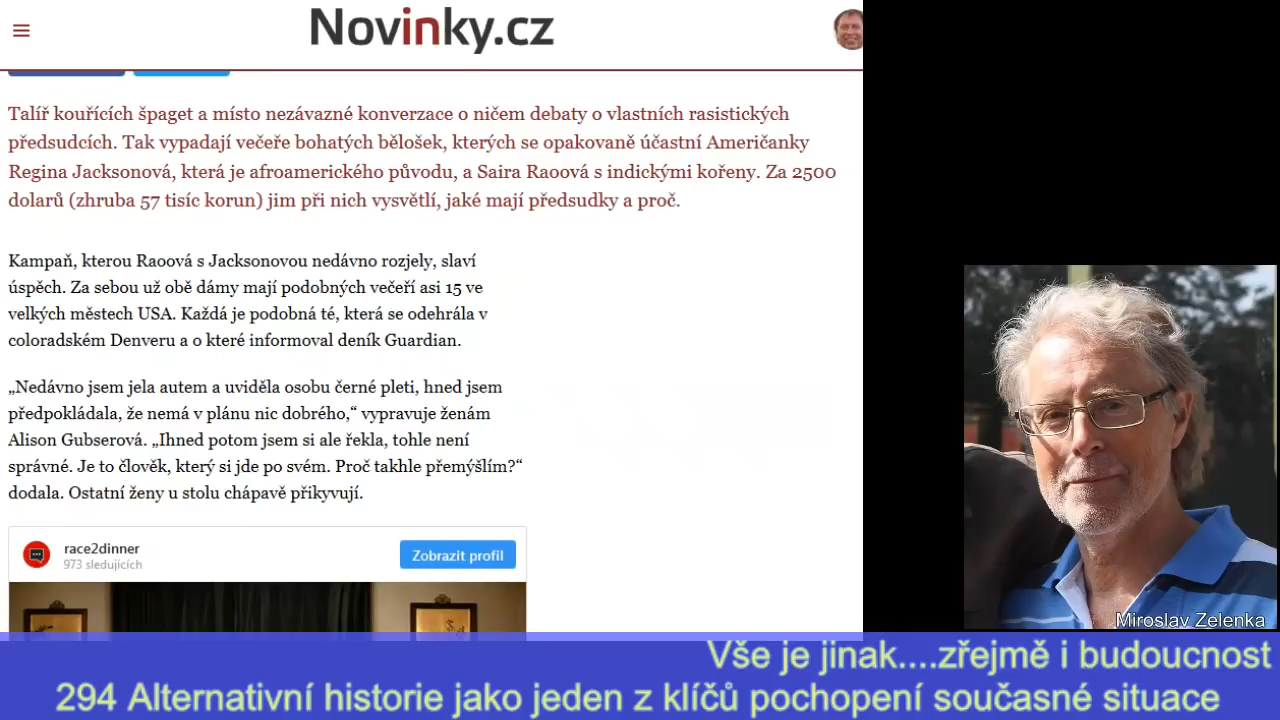 Novinky.cz
Talíř kouřících špaget a místo nezávazné konverzace o ničem debaty o vlastních rasistických
předsudcích. Tak vypadají večeře bohatých bělošek, kterých se opakovaně účastní Američanky
Regina Jacksonová, která je afroamerického původu, a Saira Raoová s indickými kořeny. Za 2500
dolarů (zhruba 57 tisíc korun) jim při nich vysvětlí, jaké mají předsudky a proč.
Kampaň, kterou Raoová s Jacksonovou nedávno rozjely, slaví
úspěch. Za sebou už obě dámy mají podobných večeří asi 15 ve
velkých městech USA. Každá je podobná té, která se odehrála v
coloradském Denveru a o které informoval deník Guardian.
„Nedávno jsem jela autem a uviděla osobu černé pleti, hned jsem
předpokládala, že nemá v plánu nic dobrého,“ vypravuje ženám
Alison Gubserová. „Ihned potom jsem si ale řekla, tohle není
správné. Je to člověk, který si jde po svém. Proč takhle přemýšlím?“
dodala. Ostatní ženy u stolu chápavě přikyvují.
race2dinner
973 sledujících
Zobrazit profil
Miroslav Zelenka
Vše je jinak....zřejmě i budoucnost
294 Alternativní historie jako jeden z klíčů pochopení současné situace